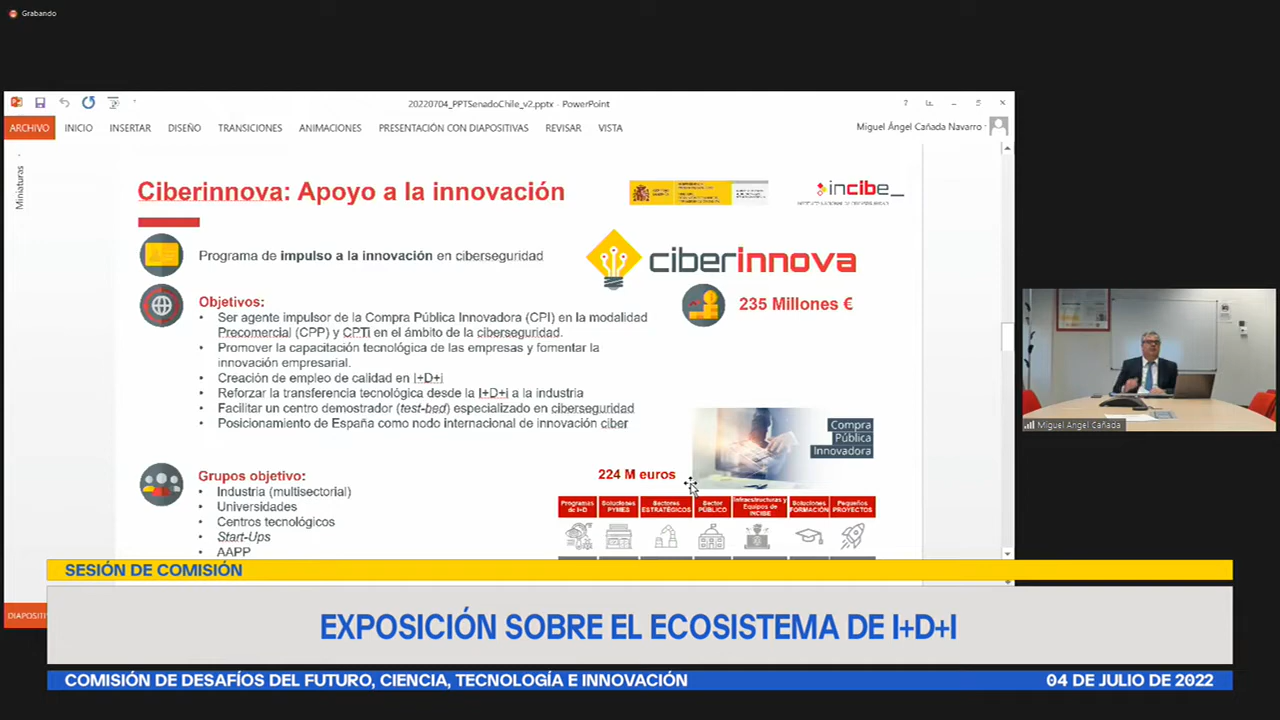 Grabando
20220704_PPTSenadoChile_v2.pptx - PowerPoint
ARCHIVO INICIO INSERTAR DISEÑO TRANSICIONES ANIMACIONES PRESENTACIÓN CON DIAPOSITIVAS REVISAR VISTA
Miguel Ángel Cañada Navarro
Miniaturas
Ciberinnova: Apoyo a la innovación
incibe_
Programa de impulso a la innovación en ciberseguridad
ciberinnova
235 Millones €
Objetivos:
• Ser agente impulsor de la Compra Pública Innovadora (CPI) en la modalidad
Precomercial (CPP) y CPTi en el ámbito de la ciberseguridad.
• Promover la capacitación tecnológica de las empresas y fomentar la
innovación empresarial.
• Creación de empleo de calidad en I+D+i
• Reforzar la transferencia tecnológica desde la I+D+i a la industria
• Facilitar un centro demostrador (test-bed) especializado en ciberseguridad
• Posicionamiento de España como nodo internacional de innovación ciber
Compra
Pública
Innovadora
Grupos objetivo:
• Industria (multisectorial)
• Universidades
• Centros tecnológicos
• Start-Ups
• AAPP
224 M euros
Programas
de I+D
Soluciones
PYMES
Sectores
ESTRATÉGICOS
Sector
PÚBLICO
Infraestructuras y
Equipos de
INCIBE
Soluciones
FORMACIÓN
Pequeños
PROYECTOS
Miguel Angel Cañada
DIAPOSITI
SESIÓN DE COMISIÓN
EXPOSICIÓN SOBRE EL ECOSISTEMA DE I+D+I
COMISIÓN DE DESAFÍOS DEL FUTURO, CIENCIA, TECNOLOGÍA E INNOVACIÓN
04 DE JULIO DE 2022